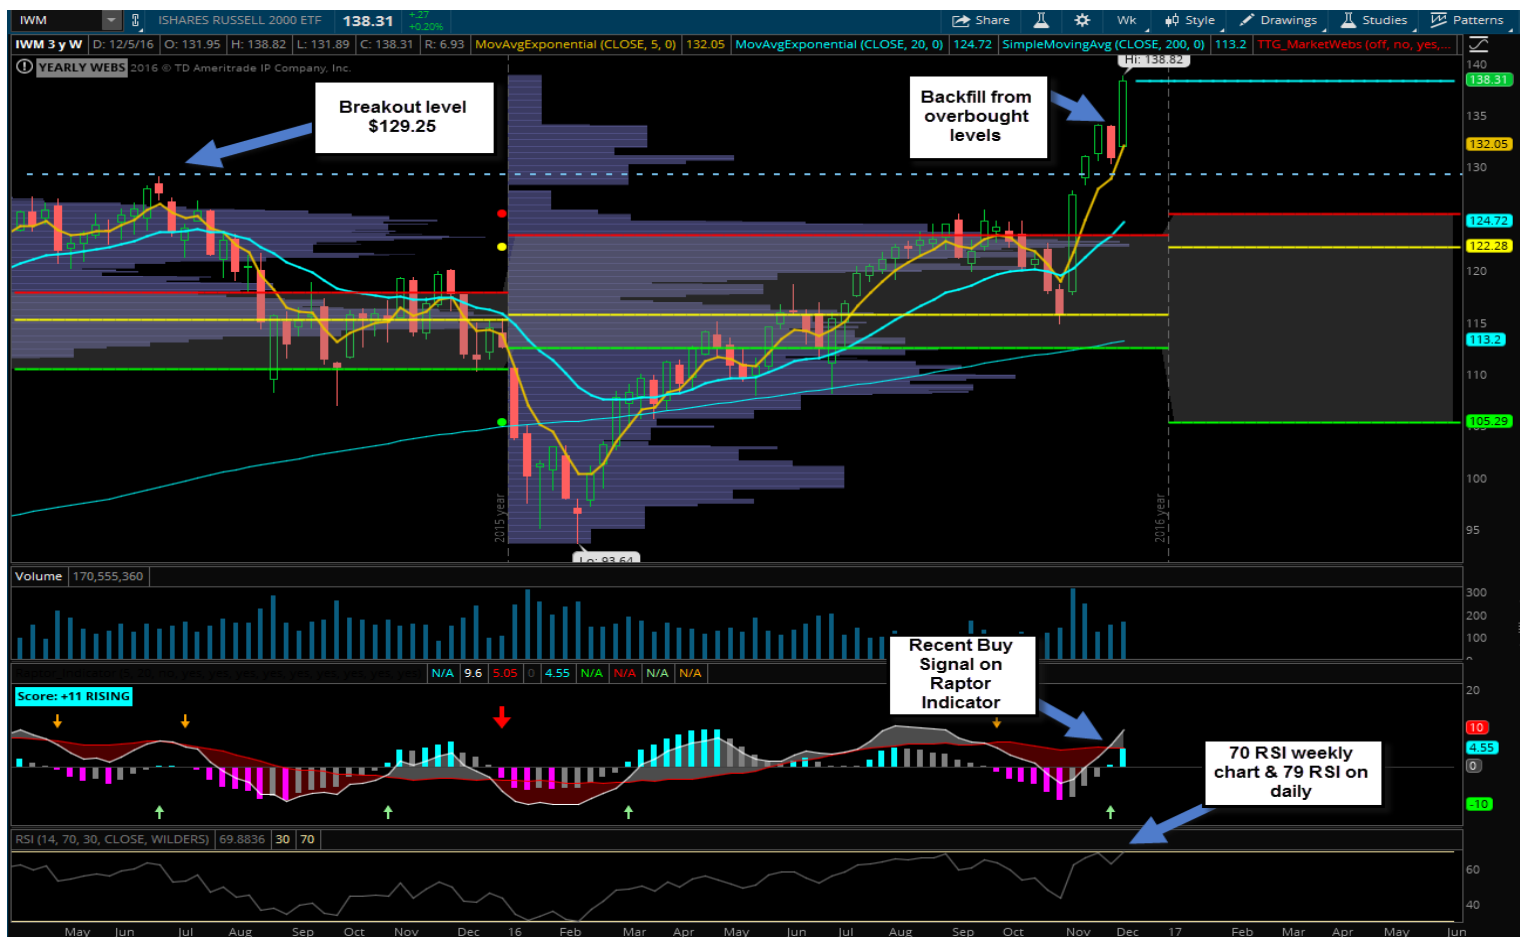 IWM ISHARES RUSSELL 2000 ETF 138.31 +.27 +0.20% Share Wk Style Drawings Studies Patterns
IWM 3 y W D: 12/5/16 O: 131.95 H: 138.82 L: 131.89 C: 138.31 R: 6.93 MovAvgExponential (CLOSE, 5, 0) 132.05 MovAvgExponential (CLOSE, 20, 0) 124.72 SimpleMovingAvg (CLOSE, 200, 0) 113.2 TTG_MarketWebs (off, no, yes,...
YEARLY WEBS 2016 © TD Ameritrade IP Company, Inc.
Hi: 138.82
Breakout level
$129.25
Backfill from
overbought
levels
140
138.31
135
132.05
130
124.72
122.28
120
115
113.2
110
105.29
100
95
2015 year
2016 year
Lo: 93.64
Volume 170,555,360
300
200
100
Recent Buy
Signal on
Raptor
Indicator
N/A 9.6 5.05 0 4.55 N/A N/A N/A N/A
Score: +11 RISING
20
10
4.55
0
-10
70 RSI weekly
chart & 79 RSI on
daily
RSI (14, 70, 30, CLOSE, WILDERS) 69.8836 30 70
60
40
May Jun Jul Aug Sep Oct Nov Dec 16 Feb Mar Apr May Jun Jul Aug Sep Oct Nov Dec 17 Feb Mar Apr May Jun